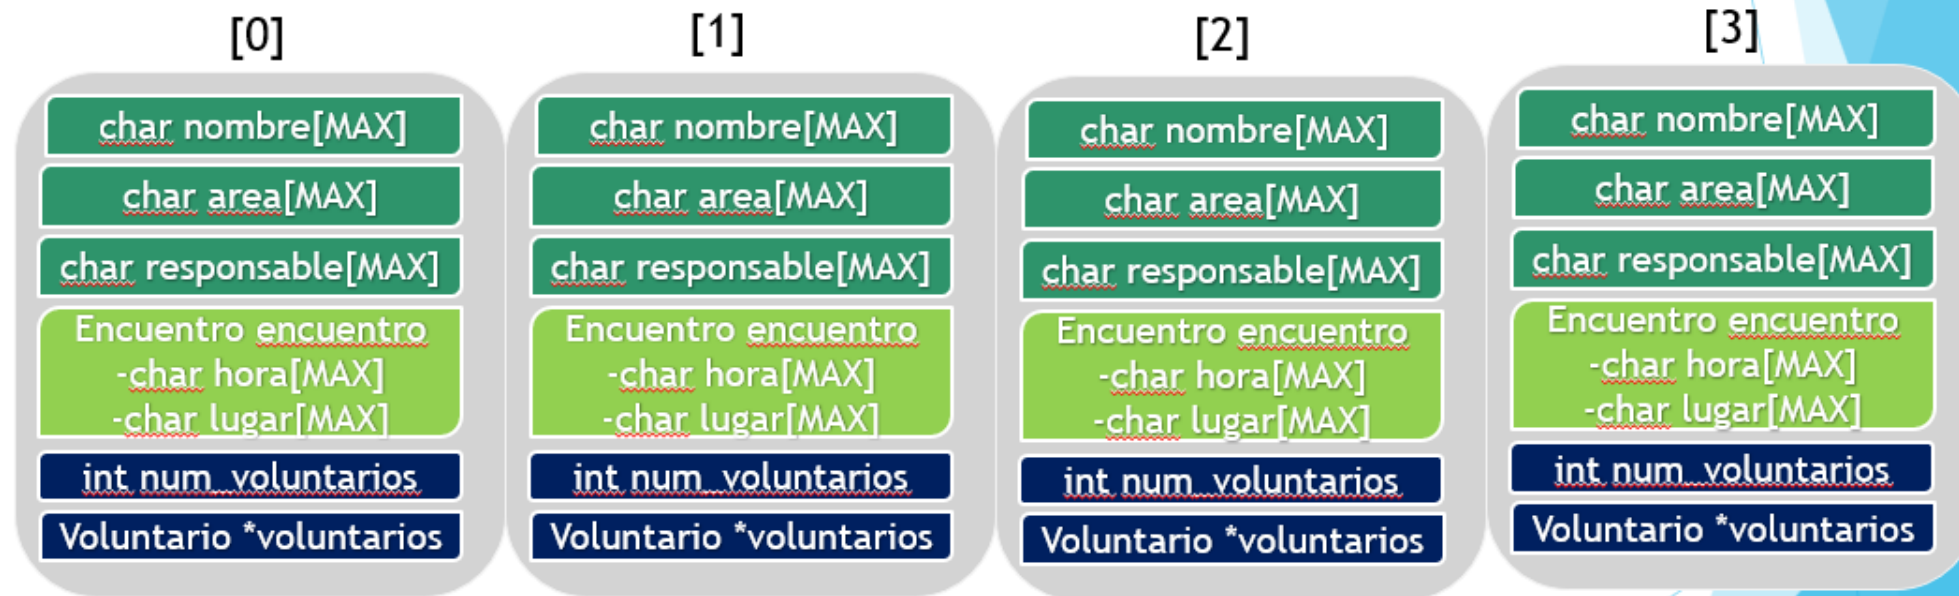 [0]
char nombre[MAX]
char area[MAX]
char responsable[MAX]
Encuentro encuentro
-char hora[MAX]
-char lugar[MAX]
int num_voluntarios
Voluntario *voluntarios
[1]
char nombre[MAX]
char area[MAX]
char responsable[MAX]
Encuentro encuentro
-char hora[MAX]
-char lugar[MAX]
int num_voluntarios
Voluntario *voluntarios
[2]
char nombre[MAX]
char area[MAX]
char responsable[MAX]
Encuentro encuentro
-char hora[MAX]
-char lugar[MAX]
int num_voluntarios
Voluntario *voluntarios
[3]
char nombre[MAX]
char area[MAX]
char responsable[MAX]
Encuentro encuentro
-char hora[MAX]
-char lugar[MAX]
int num_voluntarios
Voluntario *voluntarios